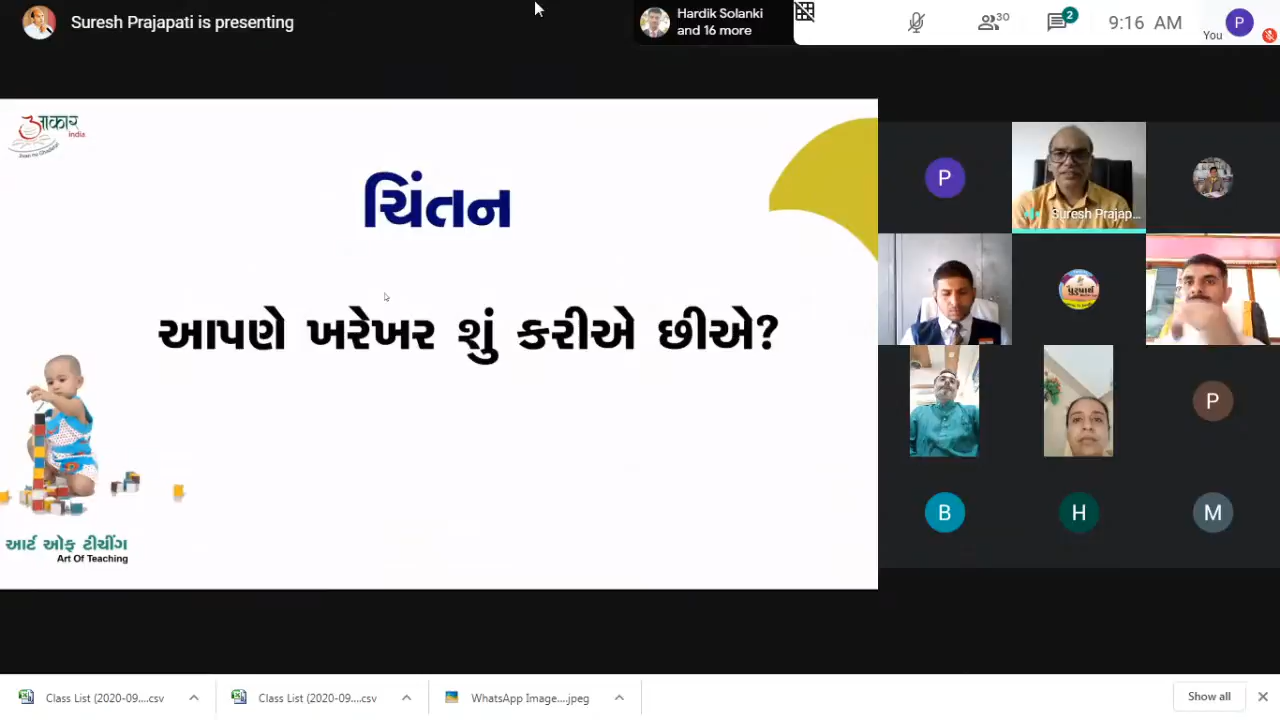 Suresh Prajapati is presenting
Hardik Solanki
and 16 more
30
2
9:16 AM
You
P
आकार
india
ચિંતન
આપણે ખરેખર શું કરીએ છીએ?
આર્ટ ઓફ ટીચીંગ
Art Of Teaching
P
Suresh Prajap...
P
B
H
M
Class List (2020-09....csv
Class List (2020-09....csv
WhatsApp Image....jpeg
Show all